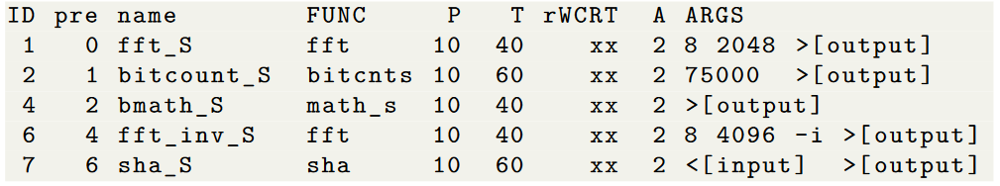 ID pre name       FUNC     P   T rWCRT  A ARGS
 1   0 fft_S      fft     10  40    xx  2 8 2048 >[output]
 2   1 bitcount_S bitcnts 10  60    xx  2 75000  >[output]
 4   2 bmath_S    math_s  10  40    xx  2 >[output]
 6   4 fft_inv_S  fft     10  40    xx  2 8 4096 -i >[output]
 7   6 sha_S      sha     10  60    xx  2 <[input]  >[output]